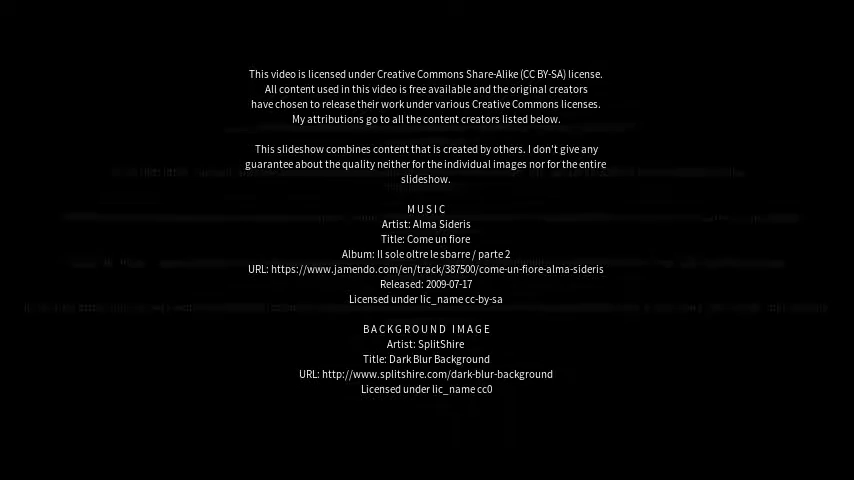 This video is licensed under Creative Commons Share-Alike (CC BY-SA) license.
All content used in this video is free available and the original creators
have chosen to release their work under various Creative Commons licenses.
My attributions go to all the content creators listed below.
This slideshow combines content that is created by others. I don't give any
guarantee about the quality neither for the individual images nor for the entire
slideshow.
MUSIC
Artist: Alma Sideris
Title: Come un fiore
Album: Il sole oltre le sbarre / parte 2
URL: https://www.jamendo.com/en/track/387500/come-un-fiore-alma-sideris
Released: 2009-07-17
Licensed under lic_name cc-by-sa
BACKGROUND IMAGE
Artist: SplitShire
Title: Dark Blur Background
URL: http://www.splitshire.com/dark-blur-background
Licensed under lic_name cc0